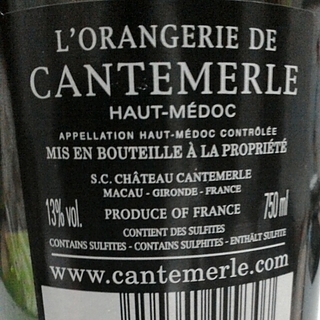 L'ORANGERIE DE
CANTEMERLE
HAUT-MÉDOC
APPELLATION HAUT-MÉDOC CONTRÔLÉE
MIS EN BOUTEILLE À LA PROPRIÉTÉ
S.C. CHÂTEAU CANTEMERLE
MACAU - GIRONDE - FRANCE
13% vol.
PRODUCE OF FRANCE
750 ml
CONTIENT DES SULFITES
CONTAINS SULFITES - CONTAINS SULPHITES - ENTHÄLT SULFITE
www.cantemerle.com